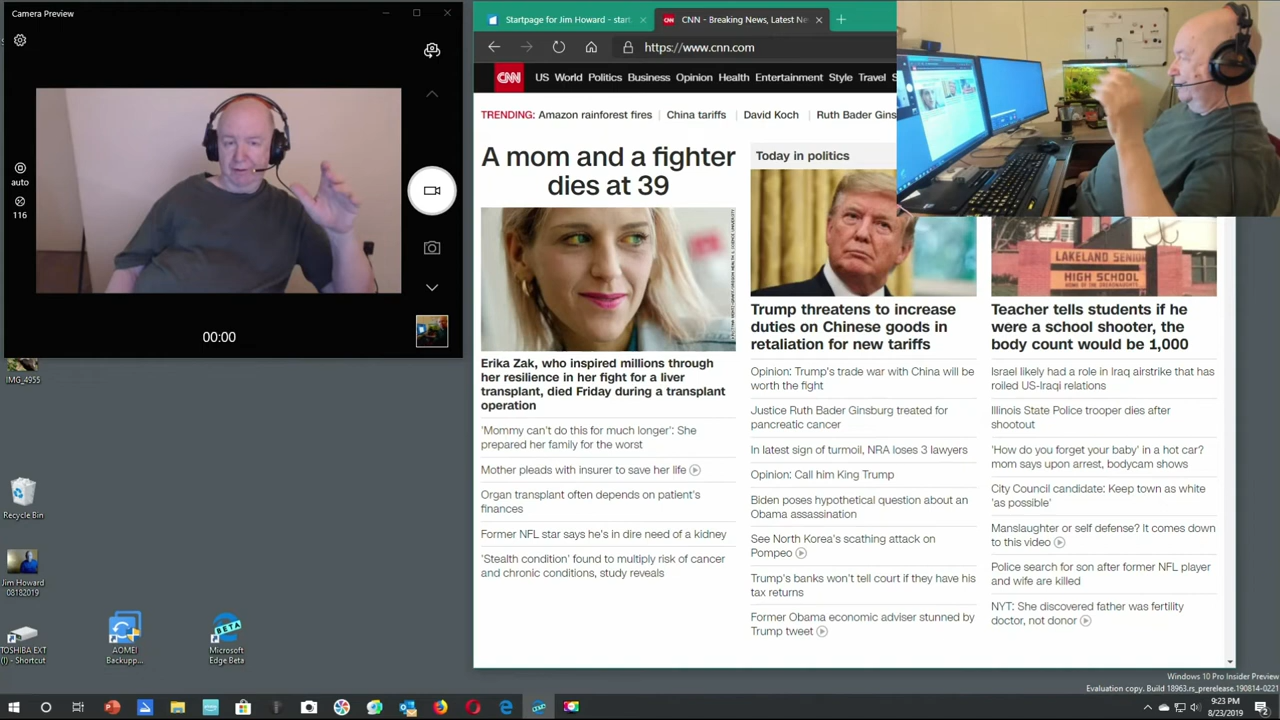 Camera Preview
auto
116
00:00
Startpage for Jim Howard - start
CNN - Breaking News, Latest Ne
https://www.cnn.com
CNN
US World Politics Business Opinion Health Entertainment Style Travel S
TRENDING: Amazon rainforest fires China tariffs David Koch Ruth Bader Gins
A mom and a fighter
dies at 39
Erika Zak, who inspired millions through
her resilience in her fight for a liver
transplant, died Friday during a transplant
operation
'Mommy can't do this for much longer': She
prepared her family for the worst
Mother pleads with insurer to save her life
Organ transplant often depends on patient's
finances
Former NFL star says he's in dire need of a kidney
'Stealth condition' found to multiply risk of cancer
and chronic conditions, study reveals
Today in politics
Trump threatens to increase
duties on Chinese goods in
retaliation for new tariffs
Opinion: Trump's trade war with China will be
worth the fight
Justice Ruth Bader Ginsburg treated for
pancreatic cancer
In latest sign of turmoil, NRA loses 3 lawyers
Opinion: Call him King Trump
Biden poses hypothetical question about an
Obama assassination
See North Korea's scathing attack on
Pompeo
Trump's banks won't tell court if they have his
tax returns
Former Obama economic adviser stunned by
Trump tweet
LAKELAND SENIOR
HIGH SCHOOL
Teacher tells students if he
were a school shooter, the
body count would be 1,000
Israel likely had a role in Iraq airstrike that has
roiled US-Iraqi relations
Illinois State Police trooper dies after
shootout
'How do you forget your baby' in a hot car?
mom says upon arrest, bodycam shows
City Council candidate: Keep town as white
'as possible'
Manslaughter or self defense? It comes down
to this video
Police search for son after former NFL player
and wife are killed
NYT: She discovered father was fertility
doctor, not donor
IMG_4955
Recycle Bin
Jim Howard
08182019
TOSHIBA EXT
(I) - Shortcut
AOMEI
Backupp...
BETA
Microsoft
Edge Beta
Windows 10 Pro Insider Preview
Evaluation copy. Build 18963.rs_prerelease.190814-0221
9:23 PM
8/23/2019
2